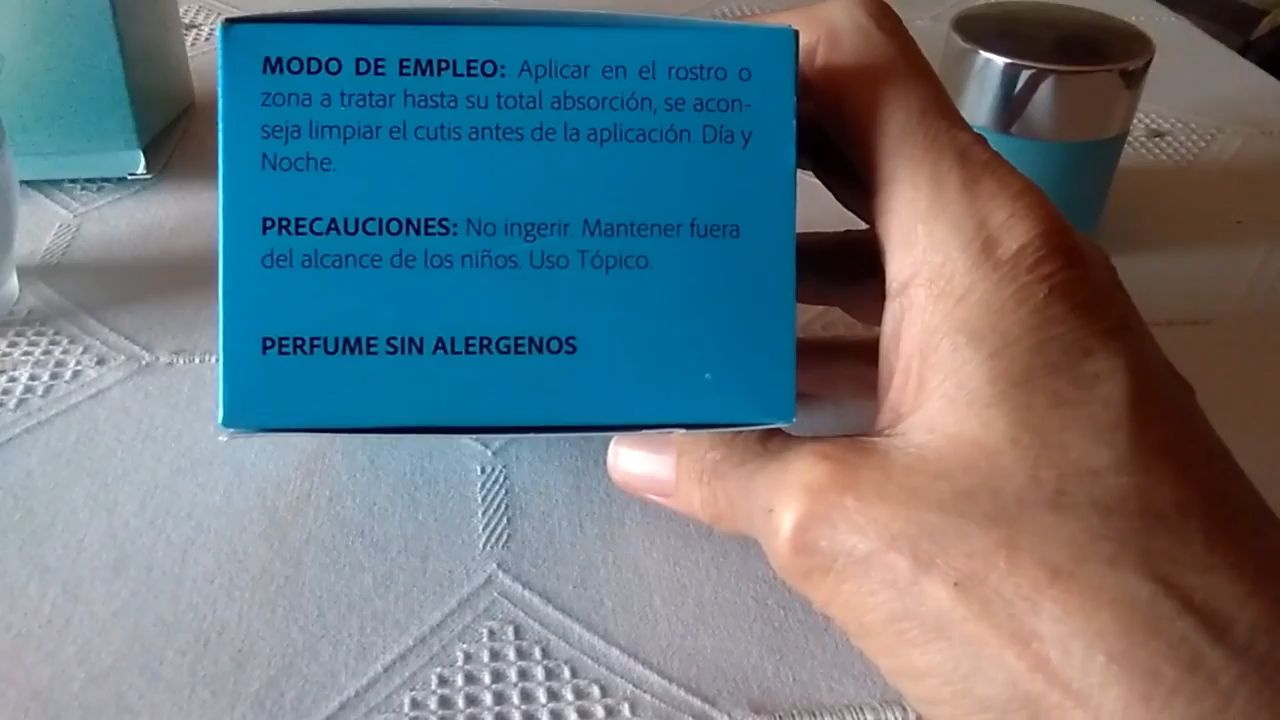 MODO DE EMPLEO: Aplicar en el rostro o
zona a tratar hasta su total absorción, se acon-
seja limpiar el cutis antes de la aplicación. Día y
Noche.
PRECAUCIONES: No ingerir. Mantener fuera
del alcance de los niños. Uso Tópico.
PERFUME SIN ALERGENOS